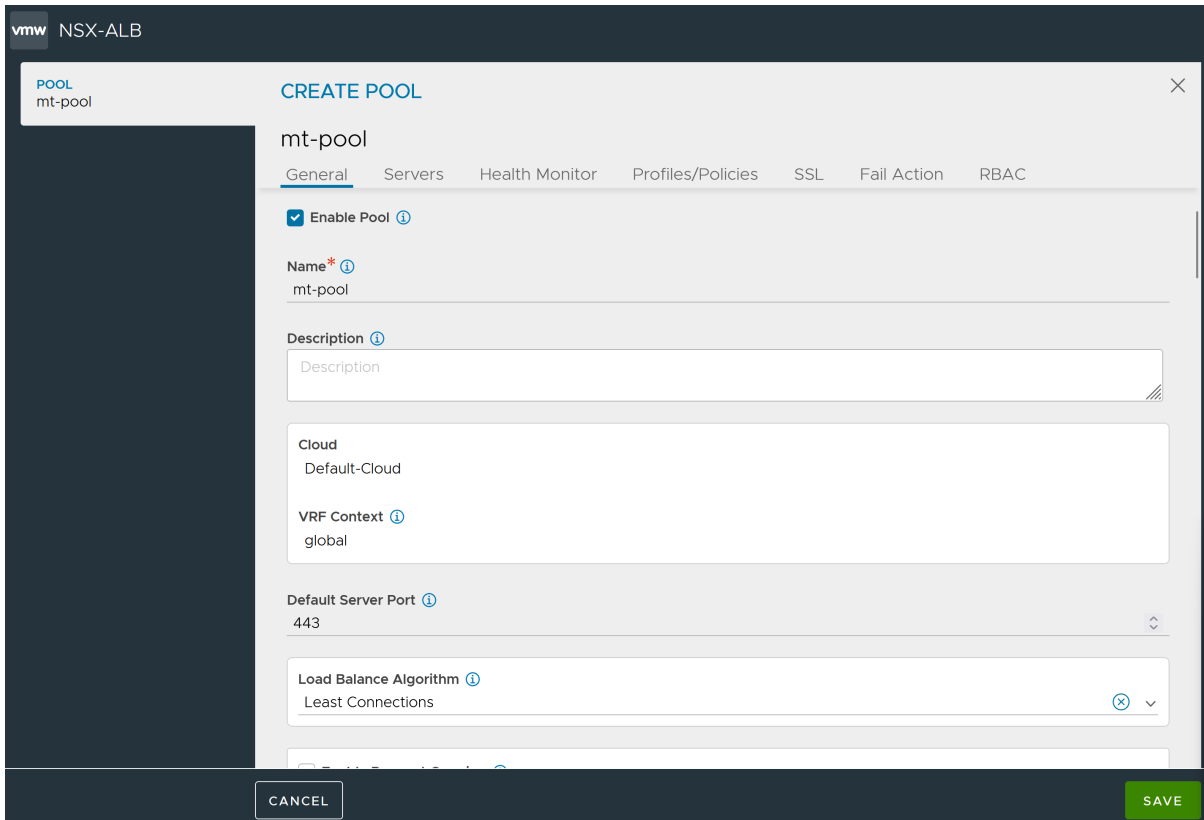 vmw NSX-ALB
POOL
mt-pool
CREATE POOL
mt-pool
General Servers Health Monitor Profiles/Policies SSL Fail Action RBAC
Enable Pool
Name*
mt-pool
Description
Description
Cloud
Default-Cloud
VRF Context
global
Default Server Port
443
Load Balance Algorithm
Least Connections
CANCEL SAVE